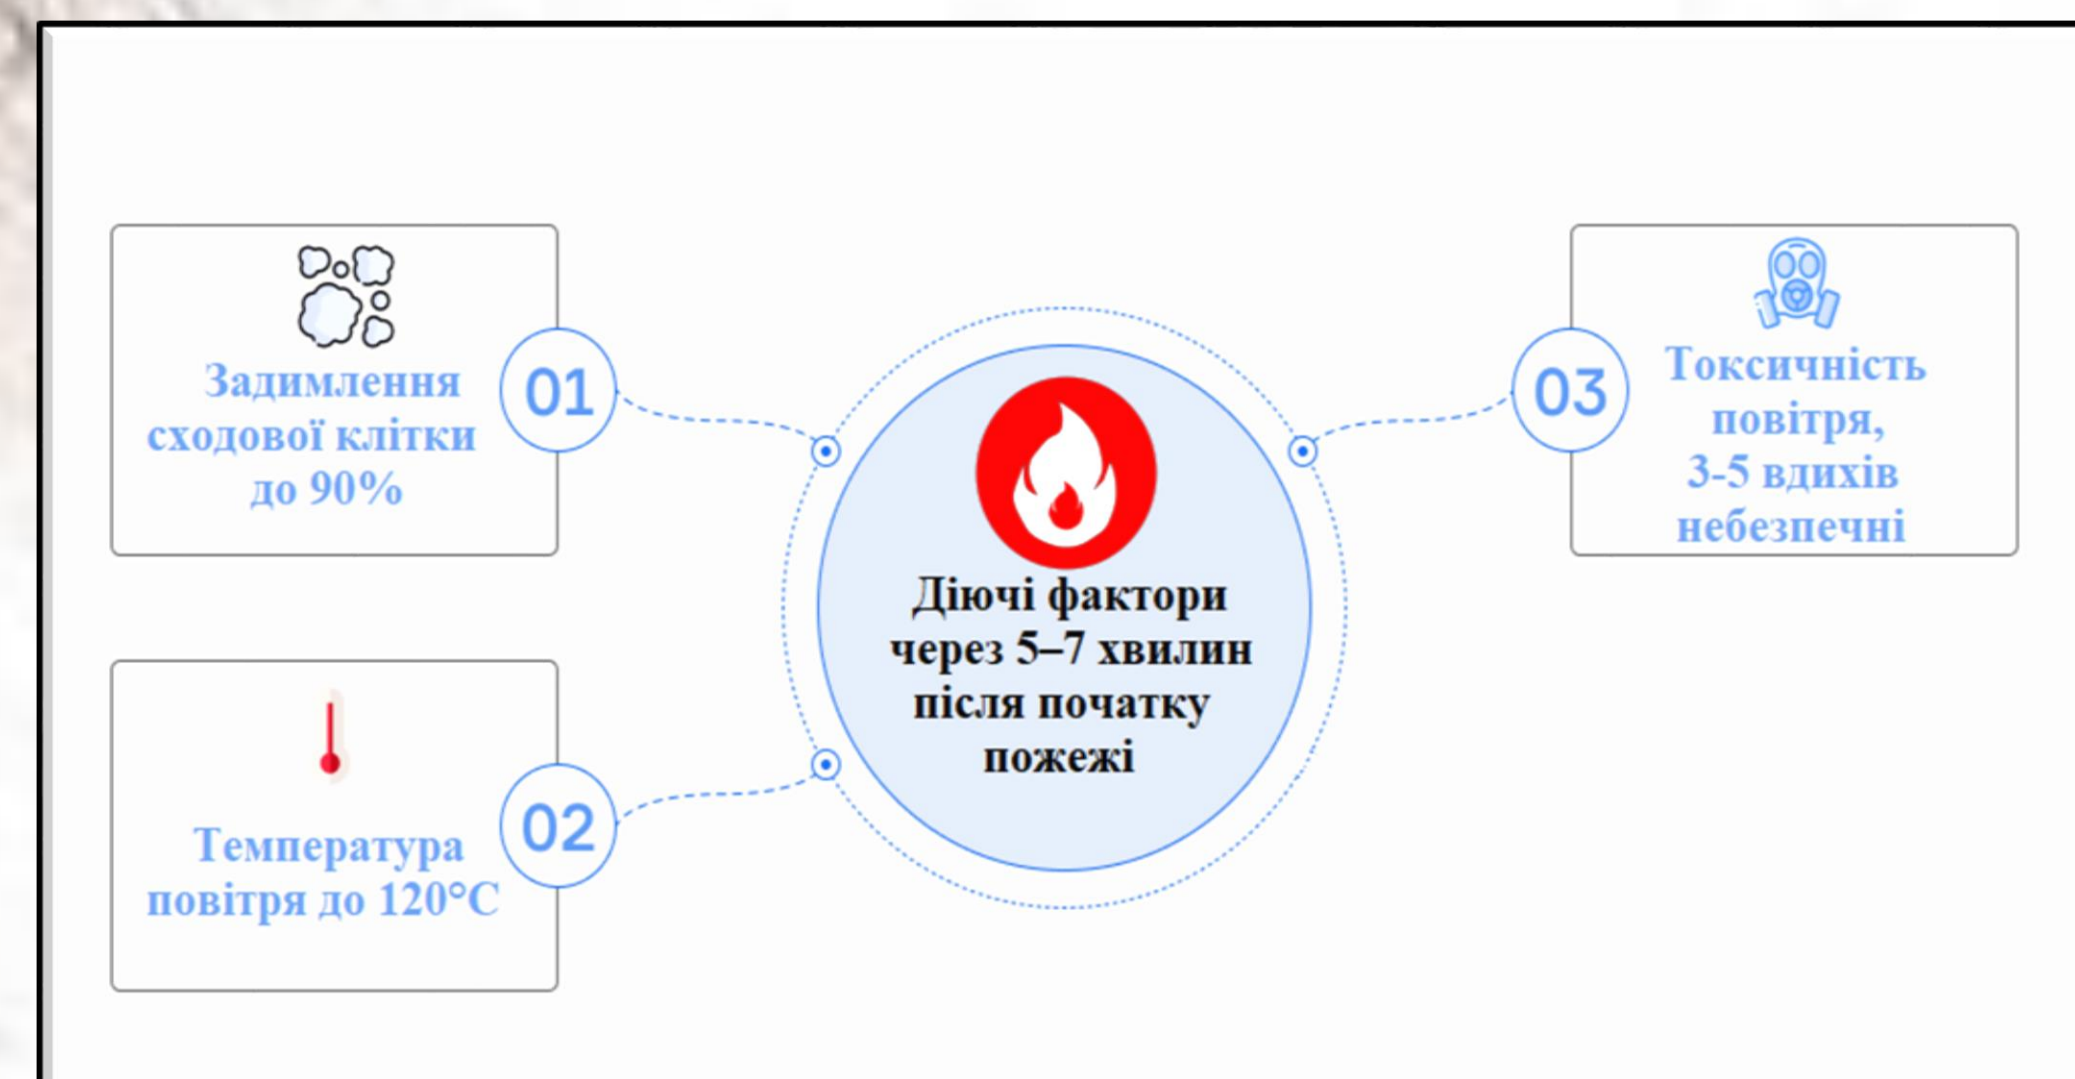 01
Задимлення
сходової клітки
до 90%
02
Температура
повітря до 120°C
Діючі фактори
через 5–7 хвилин
після початку
пожежі
03
Токсичність
повітря,
3-5 вдихів
небезпечні